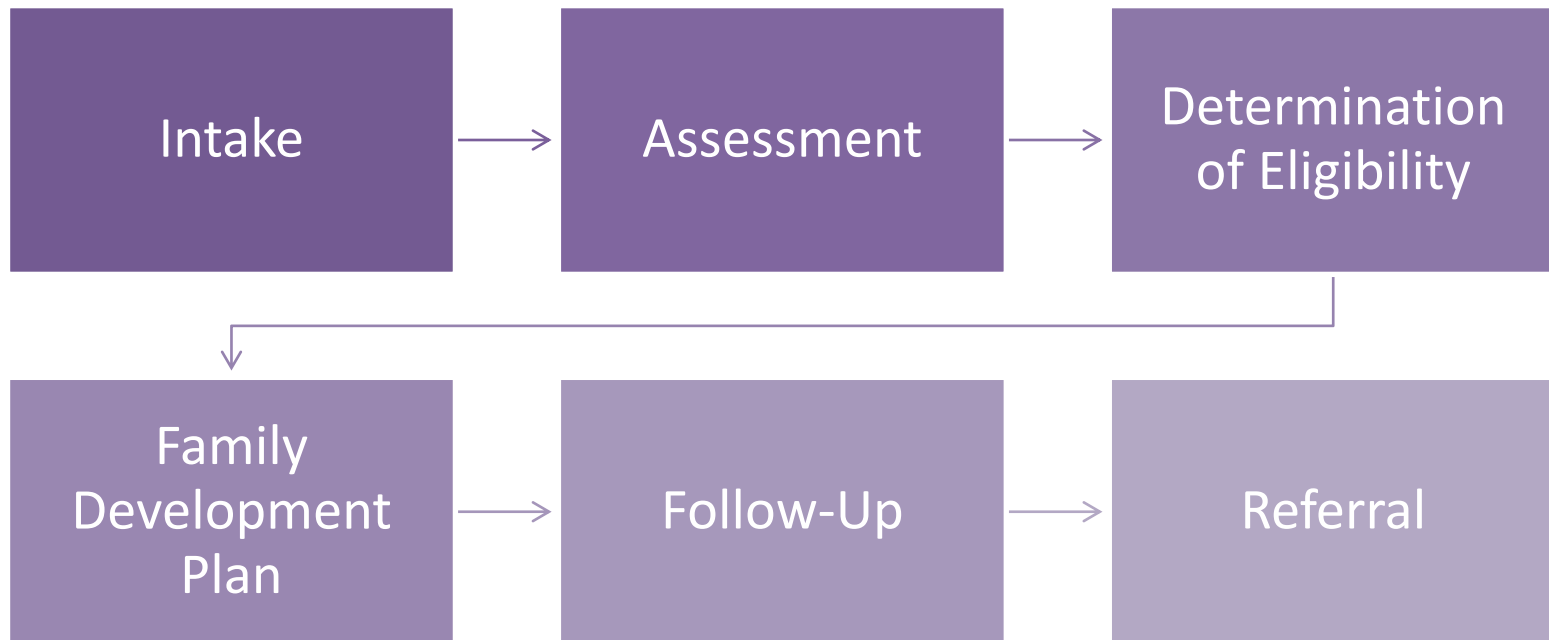 Intake
Assessment
Determination
of Eligibility
Family
Development
Plan
Follow-Up
Referral